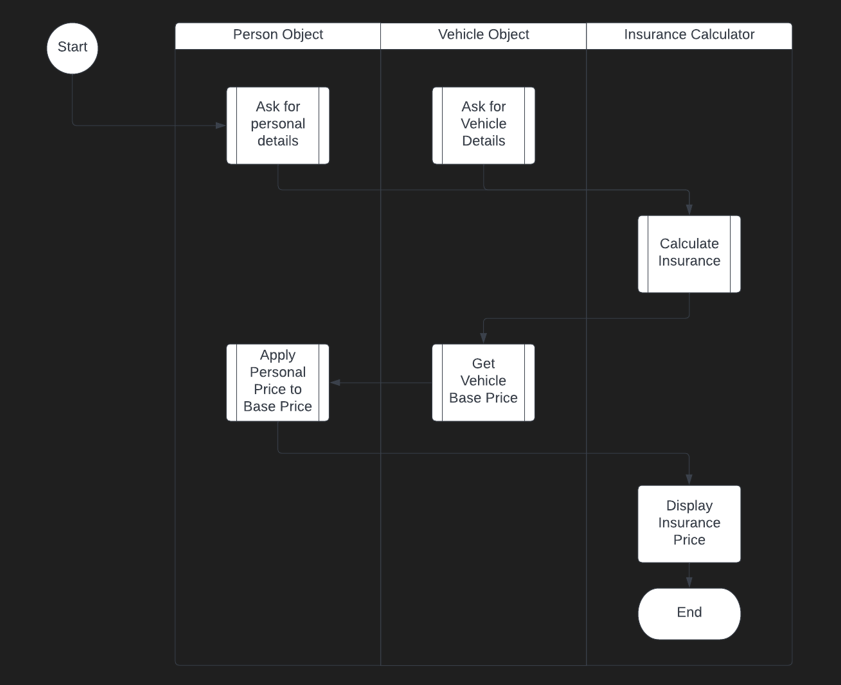 Start
Person Object
Vehicle Object
Insurance Calculator
Ask for
personal
details
Ask for
Vehicle
Details
Calculate
Insurance
Apply
Personal
Price to
Base Price
Get
Vehicle
Base Price
Display
Insurance
Price
End